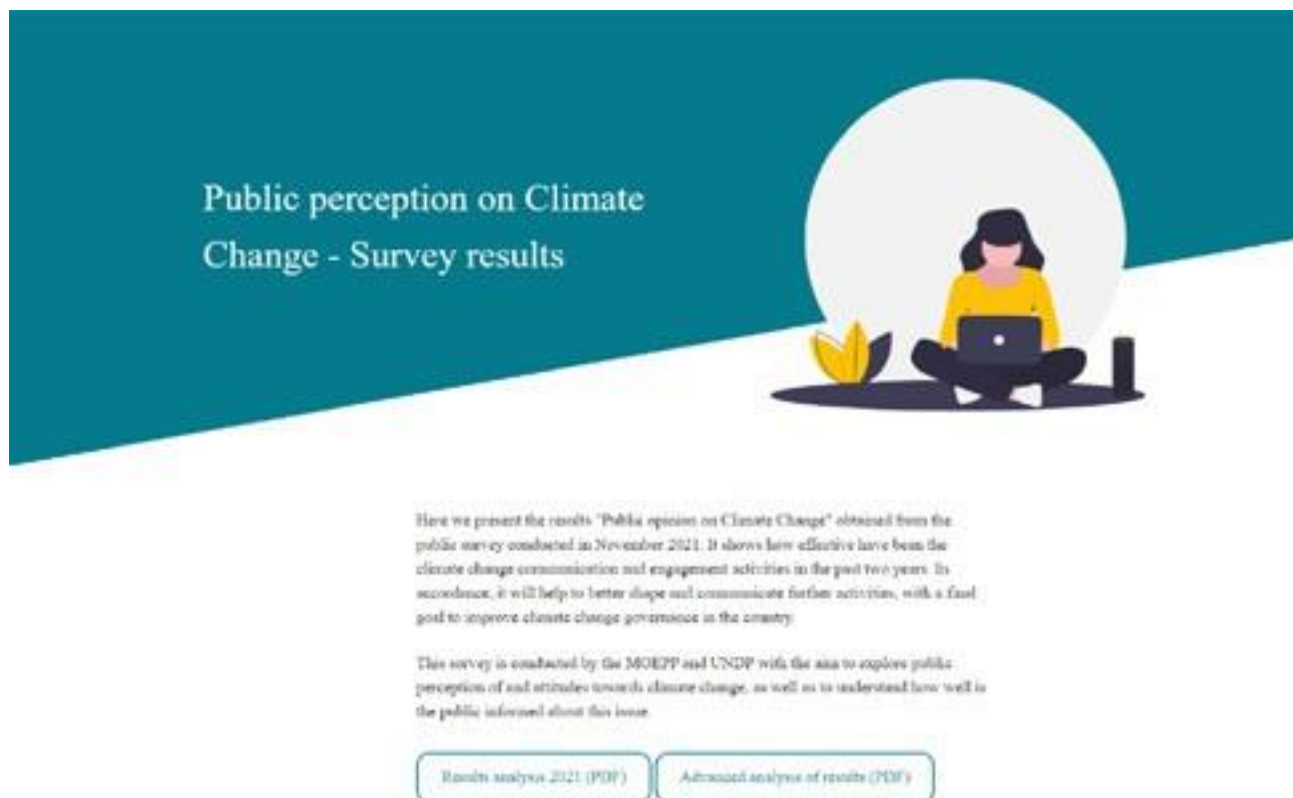 Public perception on Climate
Change - Survey results
Here we present the results "Public opinion on Climate Change" obtained from the
public survey conducted in November 2021. It shows how effective have been the
climate change communication and engagement activities in the past two years. In
accordance, it will help to better shape and communicate further activities, with a final
goal to improve climate change governance in the country.
This survey is conducted by the MOEPP and UNDP with the aim to explore public
perception of and attitudes towards climate change, as well as to understand how well is
the public informed about this issue.
Results analysis 2021 (PDF)
Advanced analysis of results (PDF)